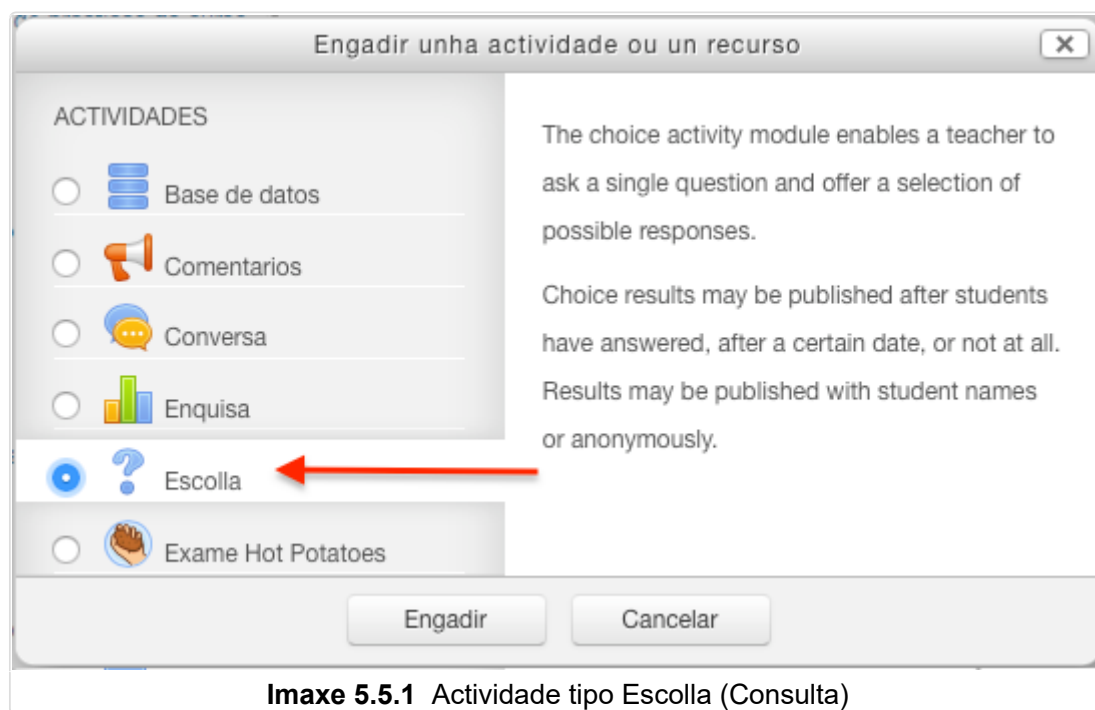 Engadir unha actividade ou un recurso
ACTIVIDADES
Base de datos
Comentarios
Conversa
Enquisa
Escolla
Exame Hot Potatoes
The choice activity module enables a teacher to
ask a single question and offer a selection of
possible responses.
Choice results may be published after students
have answered, after a certain date, or not at all.
Results may be published with student names
or anonymously.
Engadir
Cancelar
Imaxe 5.5.1 Actividade tipo Escolla (Consulta)